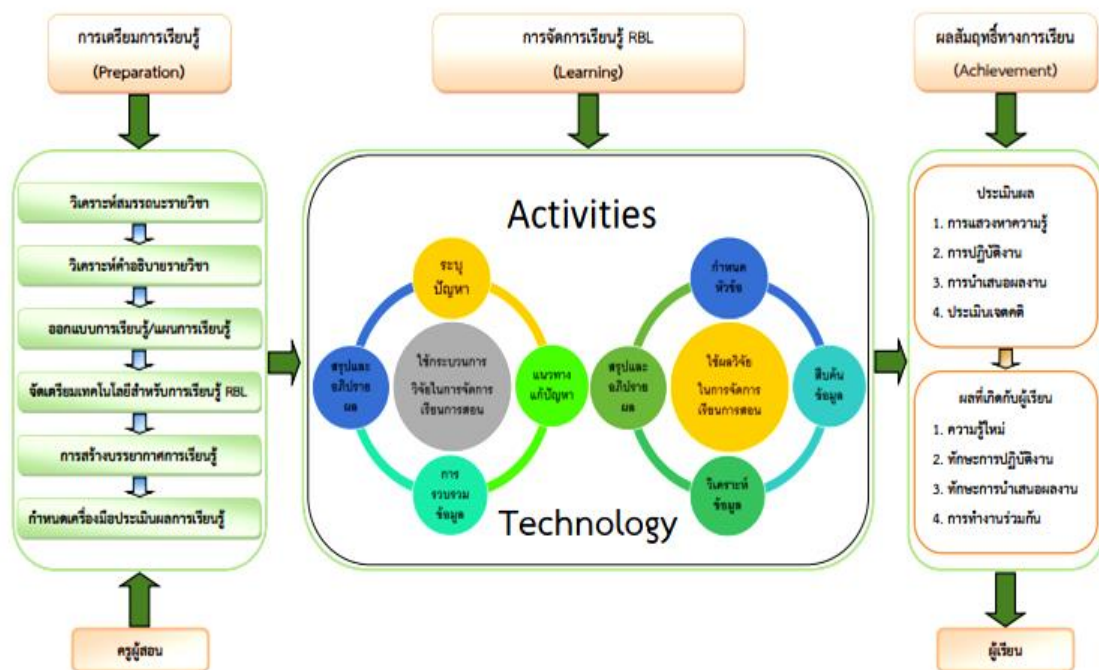 การเตรียมการเรียนรู้
(Preparation)
การจัดการเรียนรู้ RBL
(Learning)
ผลสัมฤทธิ์ทางการเรียน
(Achievement)
วิเคราะห์สมรรถนะรายวิชา
วิเคราะห์คำอธิบายรายวิชา
ออกแบบการเรียนรู้/แผนการเรียนรู้
จัดเตรียมเทคโนโลยีสำหรับการเรียนรู้ RBL
การสร้างบรรยากาศการเรียนรู้
กำหนดเครื่องมือประเมินผลการเรียนรู้
ครูผู้สอน
Activities
ระบุ
ปัญหา
แนวทาง
แก้ปัญหา
การ
รวบรวม
ข้อมูล
สรุปและ
อภิปราย
ผล
ใช้กระบวนการ
วิจัยในการจัดการ
เรียนการสอน
กำหนด
หัวข้อ
สืบค้น
ข้อมูล
วิเคราะห์
ข้อมูล
สรุปและ
อภิปราย
ผล
ใช้ผลวิจัย
ในการจัดการ
เรียนการสอน
Technology
ประเมินผล
1. การแสวงหาความรู้
2. การปฏิบัติงาน
3. การนำเสนอผลงาน
4. ประเมินเจตคติ
ผลที่เกิดกับผู้เรียน
1. ความรู้ใหม่
2. ทักษะการปฏิบัติงาน
3. ทักษะการนำเสนอผลงาน
4. การทำงานร่วมกัน
ผู้เรียน